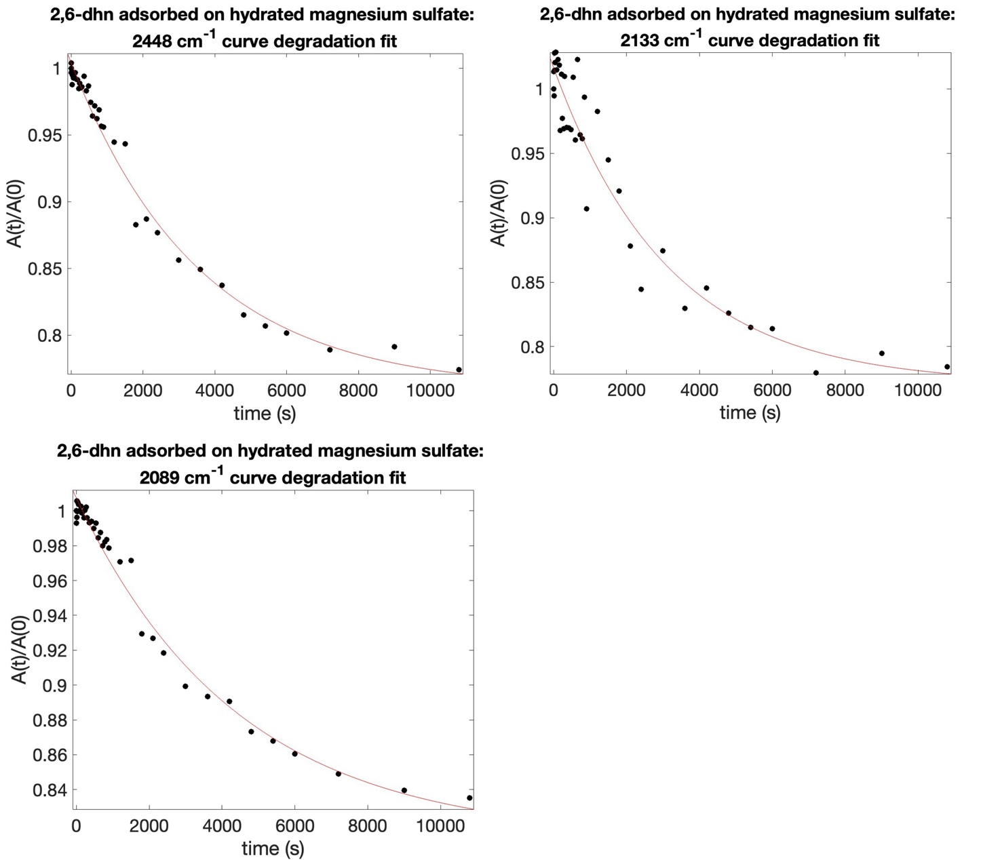 2,6-dhn adsorbed on hydrated magnesium sulfate:
2448 cm⁻¹ curve degradation fit
1
0.95
0.9
0.85
0.8
A(t)/A(0)
0 2000 4000 6000 8000 10000
time (s)
2,6-dhn adsorbed on hydrated magnesium sulfate:
2133 cm⁻¹ curve degradation fit
1
0.95
0.9
0.85
0.8
A(t)/A(0)
0 2000 4000 6000 8000 10000
time (s)
2,6-dhn adsorbed on hydrated magnesium sulfate:
2089 cm⁻¹ curve degradation fit
1
0.98
0.96
0.94
0.92
0.9
0.88
0.86
0.84
A(t)/A(0)
0 2000 4000 6000 8000 10000
time (s)